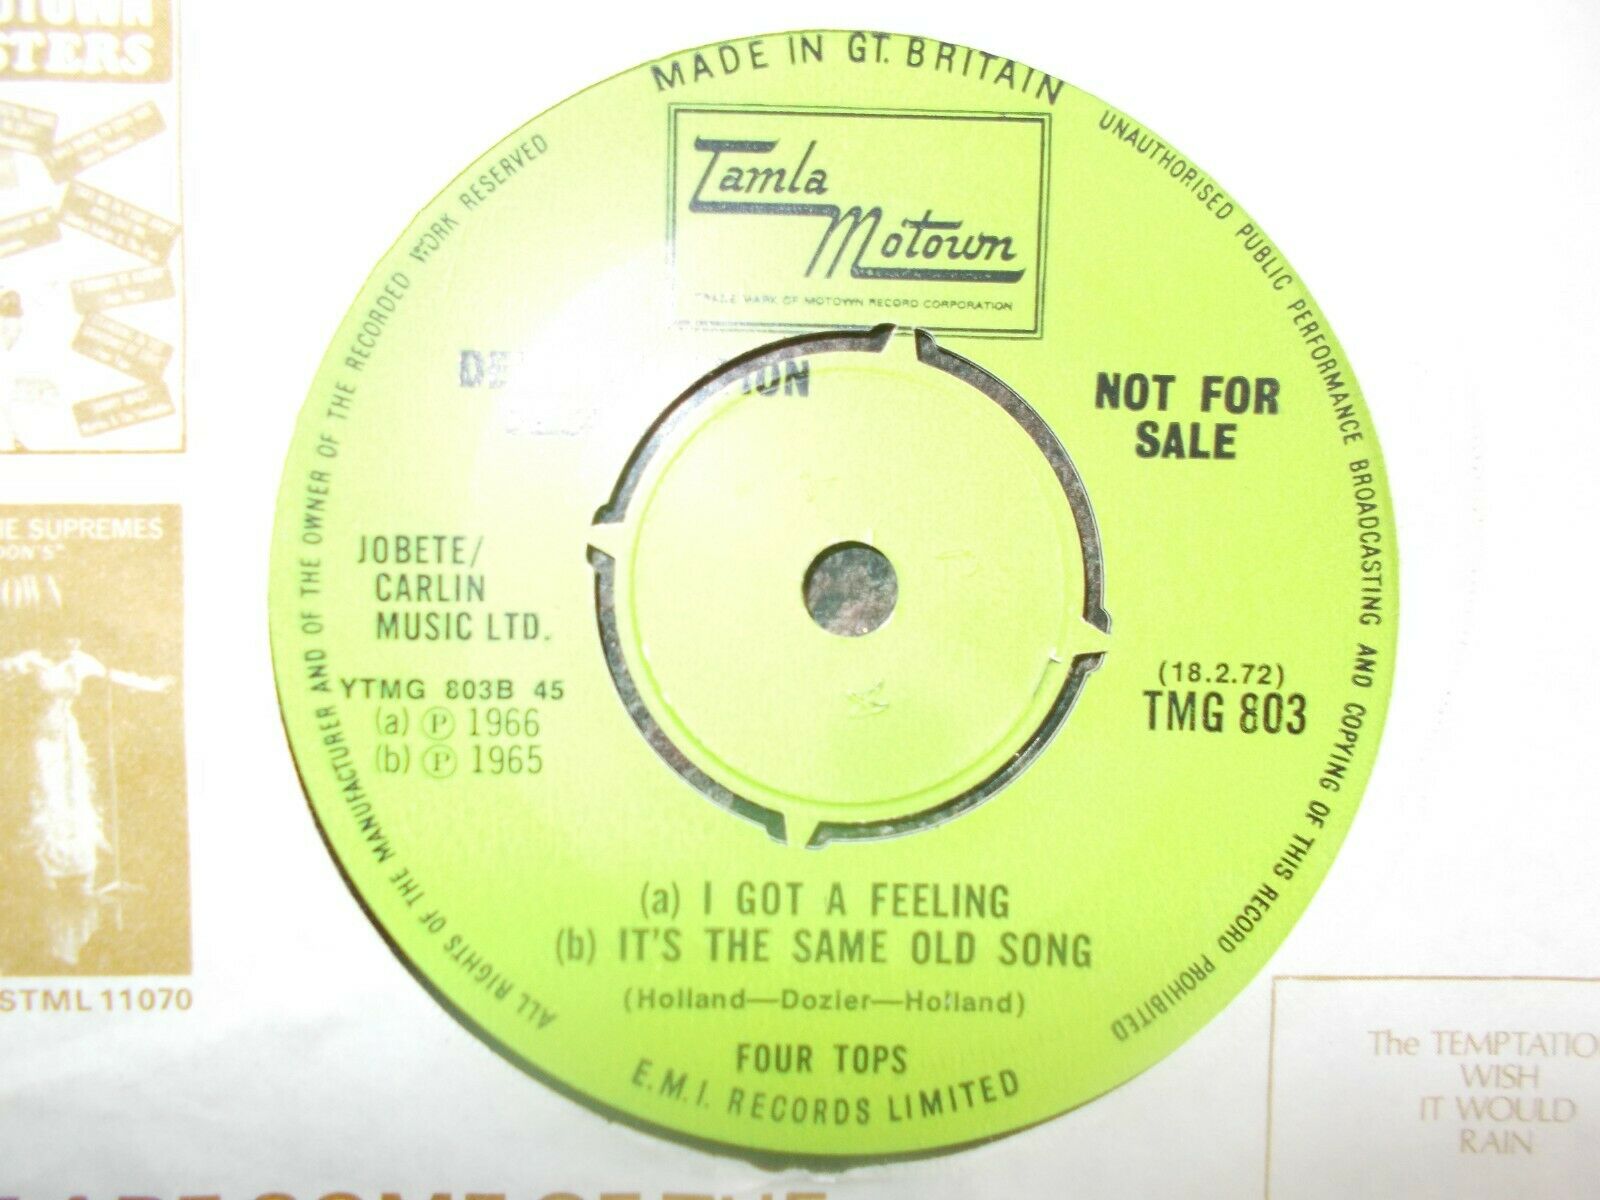 MADE IN GT. BRITAIN
Tamla
Motown
TRADE MARK OF MOTOWN RECORD CORPORATION
NOT FOR
SALE
JOBETE/
CARLIN
MUSIC LTD.
YTMG 803B 45
(a) Ⓟ 1966
(b) Ⓟ 1965
(18.2.72)
TMG 803
(a) I GOT A FEELING
(b) IT'S THE SAME OLD SONG
(Holland—Dozier—Holland)
FOUR TOPS
E.M.I. RECORDS LIMITED
ALL RIGHTS OF THE MANUFACTURER AND OF THE OWNER OF THE RECORDED WORK RESERVED
UNAUTHORISED PUBLIC PERFORMANCE BROADCASTING AND COPYING OF THIS RECORD PROHIBITED
SUPREMES
STML 11070
The
WISH
IT WOULD
RAIN